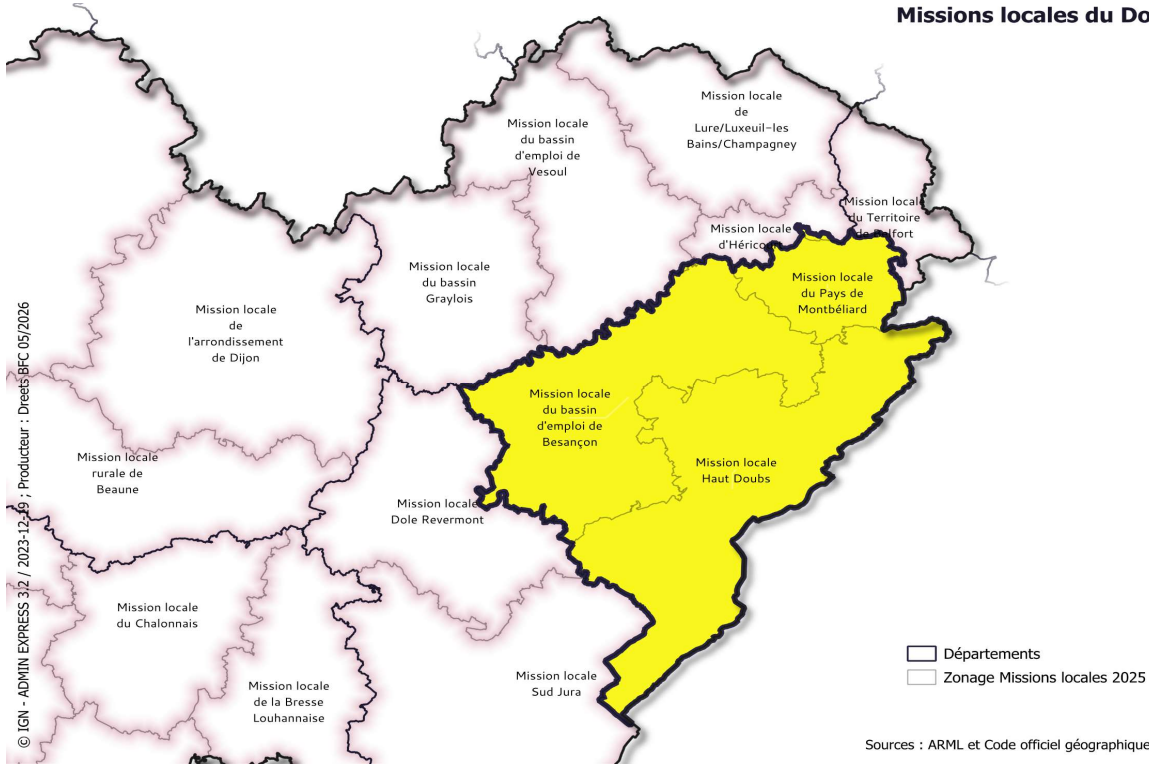 Missions locales du Do
Mission locale
de
Lure/Luxeuil-les
Bains/Champagney
Mission locale
du bassin
d'emploi de
Vesoul
Mission locale
du Territoire
de Belfort
Mission locale
d'Héricourt
Mission locale
du bassin
Graylois
Mission locale
du Pays de
Montbéliard
Mission locale
de
l'arrondissement
de Dijon
Mission locale
du bassin
d'emploi de
Besançon
Mission locale
rurale de
Beaune
Mission locale
Haut Doubs
Mission locale
Dole Revermont
Mission locale
du Chalonnais
Mission locale
Sud Jura
Mission locale
de la Bresse
Louhannaise
Départements
Zonage Missions locales 2025
Sources : ARML et Code officiel géographique
© IGN - ADMIN EXPRESS 3.2 / 2023-12-29 ; Producteur : Dreets BFC 05/2026